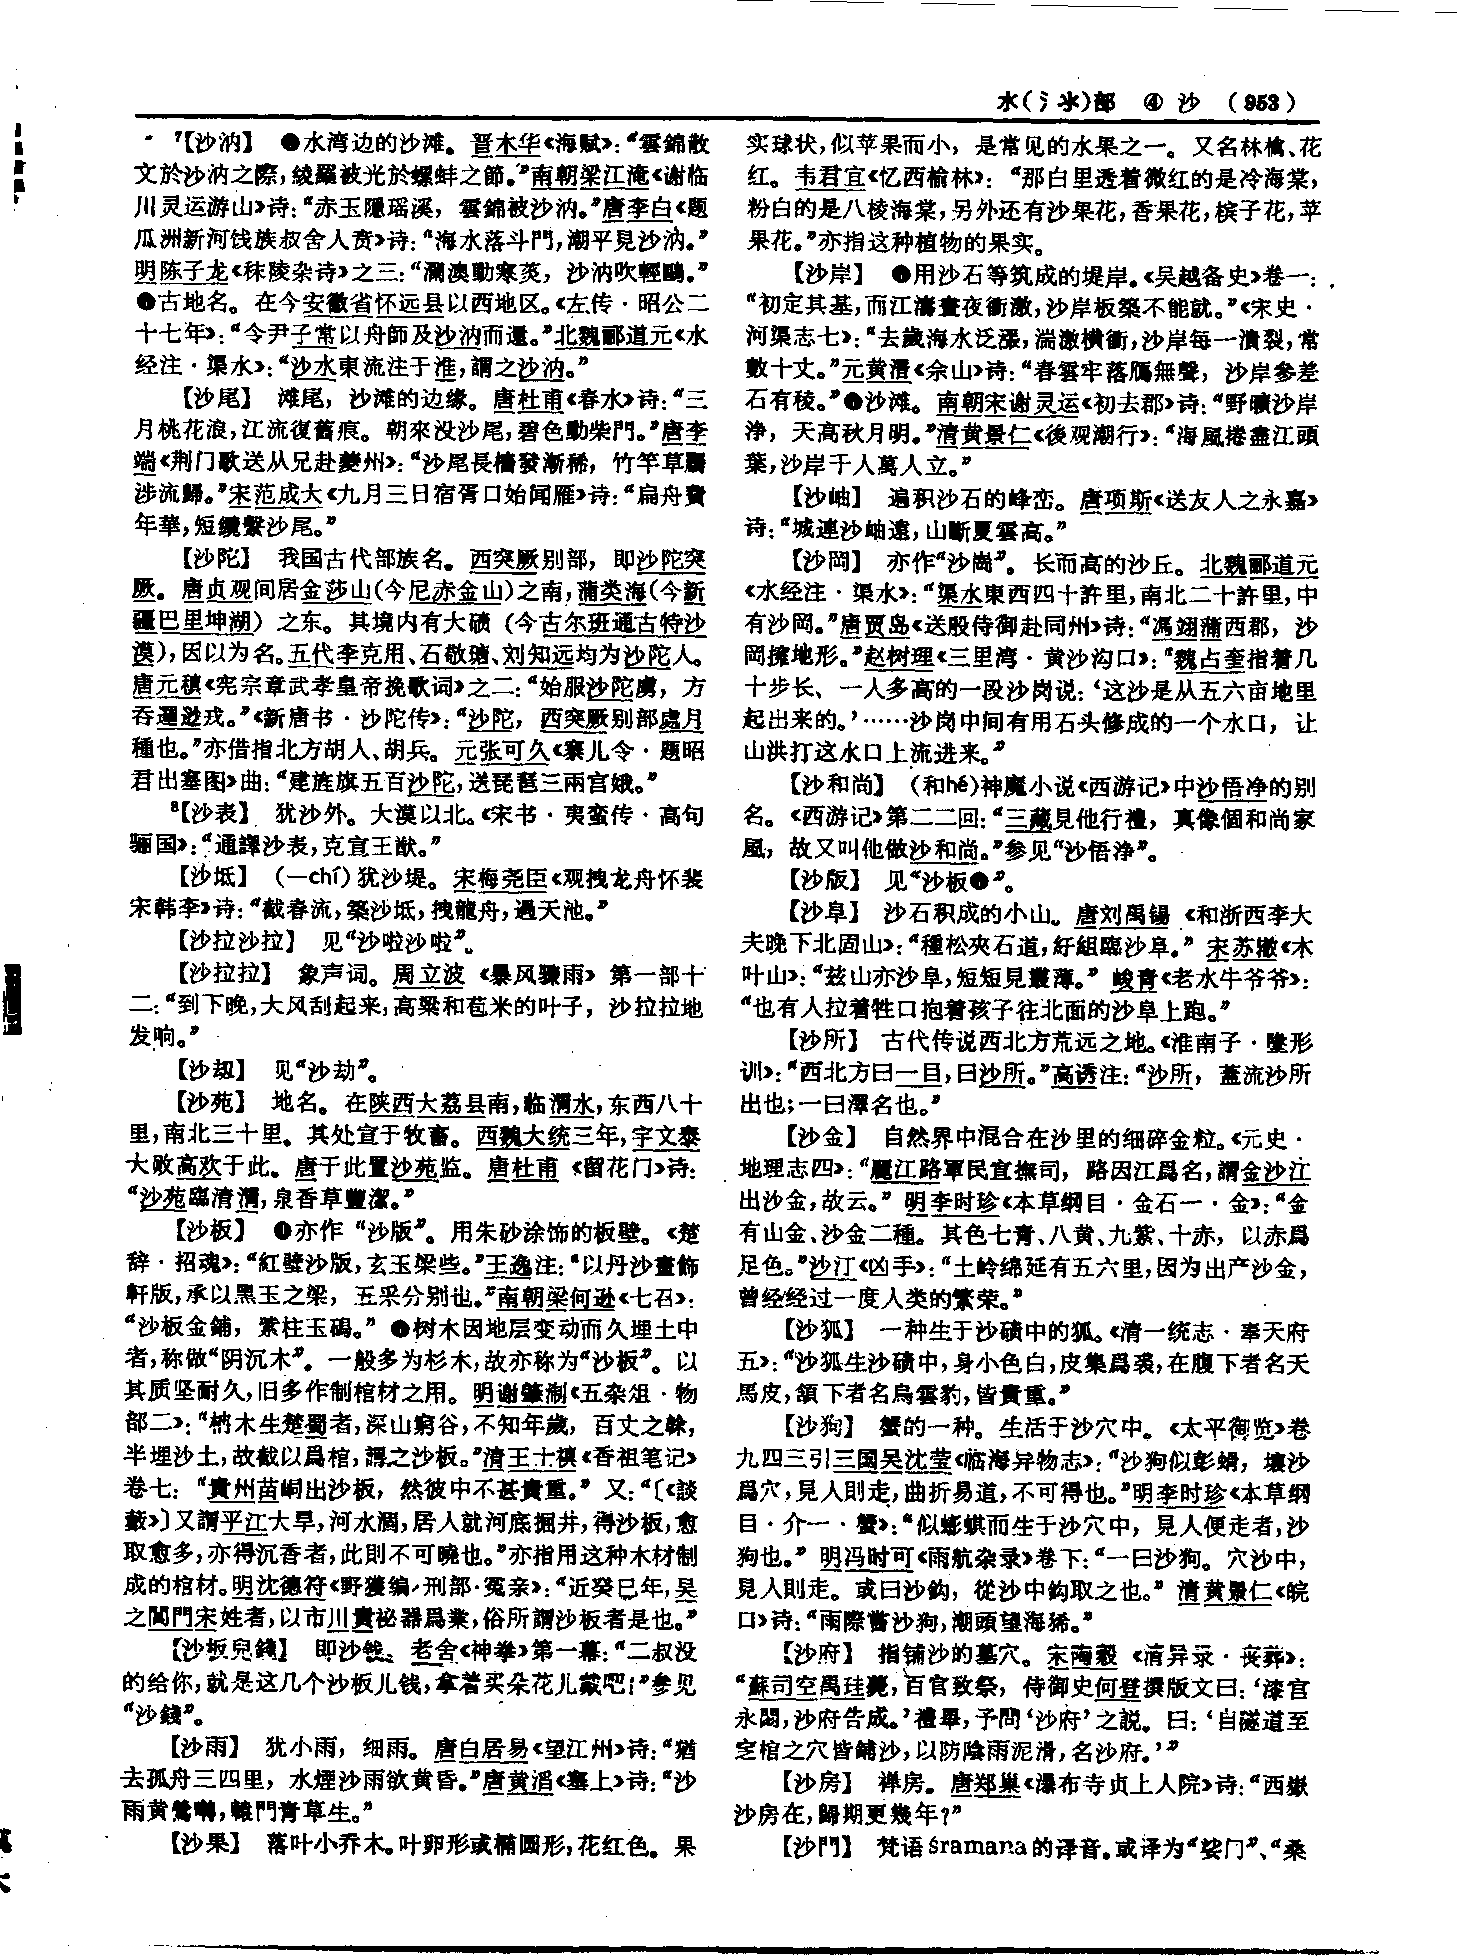 水(氵氺)部 ④ 沙 (953)
⁷【沙汭】 ❶水湾边的沙滩。晋木华《海赋》:“雲錦散
文於沙汭之際,綾羅被光於螺蚌之節。”南朝梁江淹《谢临
川灵运游山》诗:“赤玉隱瑶溪,雲錦被沙汭。”唐李白《题
瓜洲新河饯族叔舍人贲》诗:“海水落斗門,潮平見沙汭。”
明陈子龙《秣陵杂诗》之三:“瀾澳動寒茭,沙汭吹輕鷗。”
❷古地名。在今安徽省怀远县以西地区。《左传·昭公二
十七年》:“令尹子常以舟師及沙汭而還。”北魏郦道元《水
经注·渠水》:“沙水東流注于淮,謂之沙汭。”
【沙尾】 滩尾,沙滩的边缘。唐杜甫《春水》诗:“三
月桃花浪,江流復舊痕。朝來没沙尾,碧色動柴門。”唐李
端《荆门歌送从兄赴夔州》:“沙尾長檣發漸稀,竹竿草屬
涉流歸。”宋范成大《九月三日宿胥口始闻雁》诗:“扁舟費
年華,短纜繫沙尾。”
【沙陀】 我国古代部族名。西突厥别部,即沙陀突
厥。唐贞观间居金莎山(今尼赤金山)之南,蒲类海(今新
疆巴里坤湖)之东。其境内有大碛(今古尔班通古特沙
漠),因以为名。五代李克用、石敬瑭、刘知远均为沙陀人。
唐元稹《宪宗章武孝皇帝挽歌词》之二:“始服沙陀虜,方
吞邏逤戎。”《新唐书·沙陀传》:“沙陀,西突厥别部處月
種也。”亦借指北方胡人、胡兵。元张可久《寨儿令·题昭
君出塞图》曲:“建旌旗五百沙陀,送琵琶三兩宫娥。”
⁸【沙表】 犹沙外。大漠以北。《宋书·夷蛮传·高句
骊国》:“通譯沙表,克宣王猷。”
【沙坻】 (—chí)犹沙堤。宋梅尧臣《观拽龙舟怀裴
宋韩李》诗:“截春流,築沙坻,拽龍舟,過天池。”
【沙拉沙拉】 见“沙啦沙啦”。
【沙拉拉】 象声词。周立波《暴风骤雨》第一部十
二:“到下晚,大风刮起来,高粱和苞米的叶子,沙拉拉地
发响。”
【沙刼】 见“沙劫”。
【沙苑】 地名。在陕西大荔县南,临渭水,东西八十
里,南北三十里。其处宜于牧畜。西魏大统三年,宇文泰
大败高欢于此。唐于此置沙苑监。唐杜甫《留花门》诗:
“沙苑臨清渭,泉香草豐潔。”
【沙板】 ❶亦作“沙版”。用朱砂涂饰的板壁。《楚
辞·招魂》:“紅壁沙版,玄玉梁些。”王逸注:“以丹沙畫飾
軒版,承以黑玉之梁,五采分别也。”南朝梁何逊《七召》:
“沙板金鋪,紫柱玉碣。”❷树木因地层变动而久埋土中
者,称做“阴沉木”。一般多为杉木,故亦称为“沙板”。以
其质坚耐久,旧多作制棺材之用。明谢肇淛《五杂俎·物
部二》:“楠木生楚蜀者,深山窮谷,不知年歲,百丈之榦,
半埋沙土,故截以爲棺,謂之沙板。”清王士禛《香祖笔记》
卷七:“貴州苗峒出沙板,然彼中不甚貴重。”又:“〔《談
藪》〕又謂平江大旱,河水涸,居人就河底掘井,得沙板,愈
取愈多,亦得沉香者,此則不可曉也。”亦指用这种木材制
成的棺材。明沈德符《野獲编·刑部·冤亲》:“近癸巳年,吴
之閶門宋姓者,以市川貴祕器爲業,俗所謂沙板者是也。”
【沙板兒錢】 即沙钱。老舍《神拳》第一幕:“二叔没
的给你,就是这几个沙板儿钱,拿着买朵花儿戴吧!”参见
“沙錢”。
【沙雨】 犹小雨,细雨。唐白居易《望江州》诗:“猶
去孤舟三四里,水煙沙雨欲黄昏。”唐黄滔《塞上》诗:“沙
雨黄鶯囀,轅門青草生。”
【沙果】 落叶小乔木。叶卵形或椭圆形,花红色。果
实球状,似苹果而小,是常见的水果之一。又名林檎、花
红。韦君宜《忆西榆林》:“那白里透着微红的是冷海棠,
粉白的是八棱海棠,另外还有沙果花,香果花,槟子花,苹
果花。”亦指这种植物的果实。
【沙岸】 ❶用沙石等筑成的堤岸。《吴越备史》卷一:
“初定其基,而江濤晝夜衝激,沙岸板築不能就。”《宋史·
河渠志七》:“去歲海水泛漲,湍激横衝,沙岸每一潰裂,常
數十丈。”元黄溍《佘山》诗:“春雲牢落鴈無聲,沙岸參差
石有稜。”❷沙滩。南朝宋谢灵运《初去郡》诗:“野曠沙岸
净,天高秋月明。”清黄景仁《後观潮行》:“海風捲盡江頭
葉,沙岸千人萬人立。”
【沙岫】 遍积沙石的峰峦。唐项斯《送友人之永嘉》
诗:“城連沙岫遠,山斷夏雲高。”
【沙岡】 亦作“沙崗”。长而高的沙丘。北魏郦道元
《水经注·渠水》:“渠水東西四十許里,南北二十許里,中
有沙岡。”唐贾岛《送殷侍御赴同州》诗:“馮翊蒲西郡,沙
岡擁地形。”赵树理《三里湾·黄沙沟口》:“魏占奎指着几
十步长、一人多高的一段沙岗说:‘这沙是从五六亩地里
起出来的。’……沙岗中间有用石头修成的一个水口,让
山洪打这水口上流进来。”
【沙和尚】 (和hé)神魔小说《西游记》中沙悟净的别
名。《西游记》第二二回:“三藏見他行禮,真像個和尚家
風,故又叫他做沙和尚。”参见“沙悟净”。
【沙版】 见“沙板❶”。
【沙阜】 沙石积成的小山。唐刘禹锡《和浙西李大
夫晚下北固山》:“種松夾石道,紆組臨沙阜。”宋苏辙《木
叶山》:“兹山亦沙阜,短短見叢薄。”峻青《老水牛爷爷》:
“也有人拉着牲口抱着孩子往北面的沙阜上跑。”
【沙所】 古代传说西北方荒远之地。《淮南子·墬形
训》:“西北方曰一目,曰沙所。”高诱注:“沙所,蓋流沙所
出也;一曰澤名也。”
【沙金】 自然界中混合在沙里的细碎金粒。《元史·
地理志四》:“麗江路軍民宣撫司,路因江爲名,謂金沙江
出沙金,故云。”明李时珍《本草纲目·金石一·金》:“金
有山金、沙金二種。其色七青、八黄、九紫、十赤,以赤爲
足色。”沙汀《凶手》:“土岭绵延有五六里,因为出产沙金,
曾经经过一度人类的繁荣。”
【沙狐】 一种生于沙碛中的狐。《清一统志·奉天府
五》:“沙狐生沙磧中,身小色白,皮集爲裘,在腹下者名天
馬皮,頷下者名烏雲豹,皆貴重。”
【沙狗】 蟹的一种。生活于沙穴中。《太平御览》卷
九四三引三国吴沈莹《临海异物志》:“沙狗似彭蜎,壤沙
爲穴,見人則走,曲折易道,不可得也。”明李时珍《本草纲
目·介一·蟹》:“似蟛蜞而生于沙穴中,見人便走者,沙
狗也。”明冯时可《雨航杂录》卷下:“一曰沙狗。穴沙中,
見人則走。或曰沙鈎,從沙中鈎取之也。”清黄景仁《皖
口》诗:“雨際嘗沙狗,潮頭望海狶。”
【沙府】 指铺沙的墓穴。宋陶穀《清异录·丧葬》:
“蘇司空禹珪薨,百官致祭,侍御史何登撰版文曰:‘漆宫
永閟,沙府告成。’禮畢,予問‘沙府’之説。曰:‘自隧道至
窆棺之穴皆鋪沙,以防陰雨泥滑,名沙府。’”
【沙房】 禅房。唐郑巢《瀑布寺贞上人院》诗:“西嶽
沙房在,歸期更幾年?”
【沙門】 梵语śramana的译音。或译为“娑门”、“桑